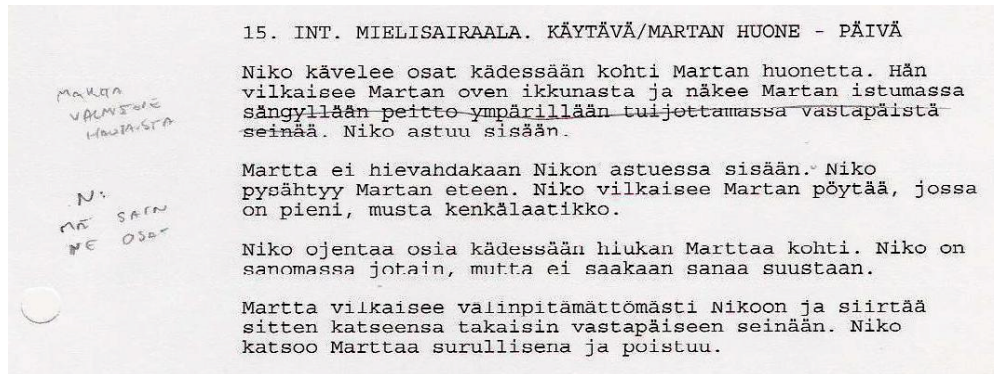 15. INT. MIELISAIRAALA. KÄYTÄVÄ/MARTAN HUONE - PÄIVÄ
Niko kävelee osat kädessään kohti Martan huonetta. Hän
vilkaisee Martan oven ikkunasta ja näkee Martan istumassa
sängyllään peitto ympärillään tuijottamassa vastapäistä
seinää. Niko astuu sisään.
VALMISTELE
HAUTAJAISTA
Martta ei hievahdakaan Nikon astuessa sisään. Niko
pysähtyy Martan eteen. Niko vilkaisee Martan pöytää, jossa
on pieni, musta kenkälaatikko.
N:
MÄ SAIN
NE OSAT
Niko ojentaa osia kädessään hiukan Marttaa kohti. Niko on
sanomassa jotain, mutta ei saakaan sanaa suustaan.
Martta vilkaisee välinpitämättömästi Nikoon ja siirtää
sitten katseensa takaisin vastapäiseen seinään. Niko
katsoo Marttaa surullisena ja poistuu.